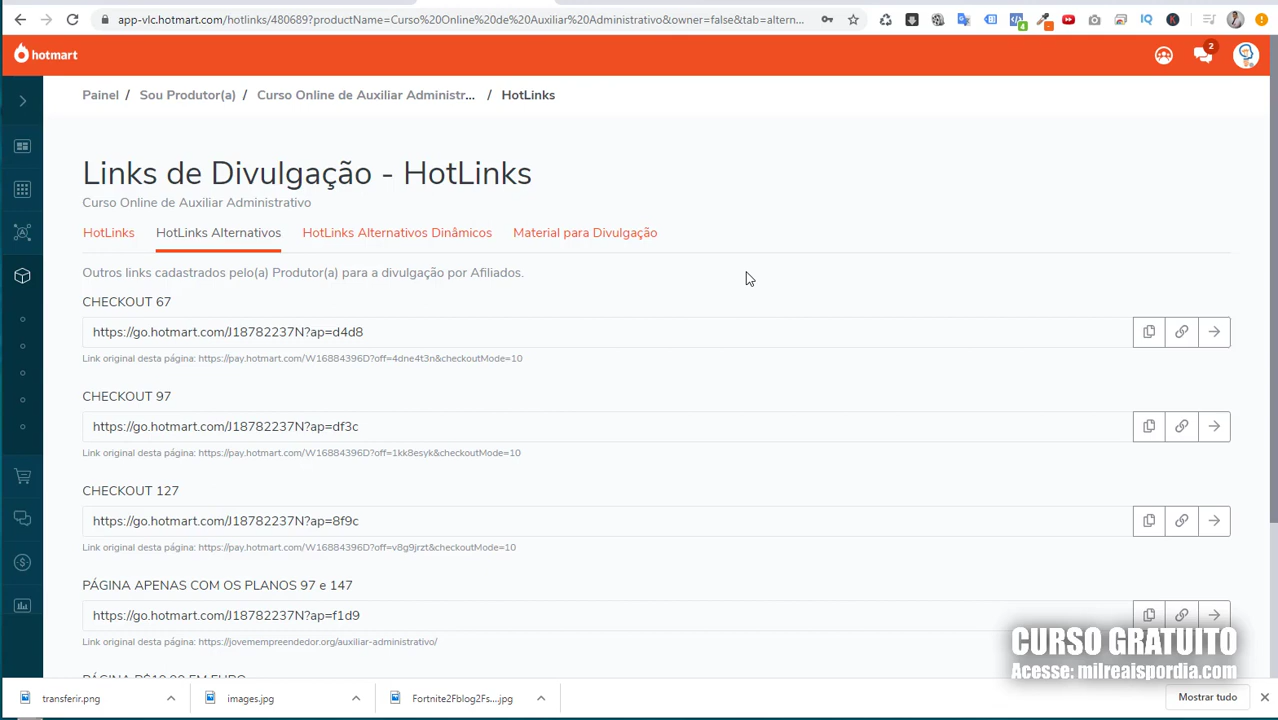 app-vlc.hotmart.com/hotlinks/480689?productName=Curso%20Online%20de%20Auxiliar%20Administrativo&owner=false&tab=altern...
4
hotmart
2
Painel / Sou Produtor(a) / Curso Online de Auxiliar Administr... / HotLinks
Links de Divulgação - HotLinks
Curso Online de Auxiliar Administrativo
HotLinks HotLinks Alternativos HotLinks Alternativos Dinâmicos Material para Divulgação
Outros links cadastrados pelo(a) Produtor(a) para a divulgação por Afiliados.
CHECKOUT 67
https://go.hotmart.com/J18782237N?ap=d4d8
Link original desta página: https://pay.hotmart.com/W16884396D?off=4dne4t3n&checkoutMode=10
CHECKOUT 97
https://go.hotmart.com/J18782237N?ap=df3c
Link original desta página: https://pay.hotmart.com/W16884396D?off=1kk8esyk&checkoutMode=10
CHECKOUT 127
https://go.hotmart.com/J18782237N?ap=8f9c
Link original desta página: https://pay.hotmart.com/W16884396D?off=v8g9jrzt&checkoutMode=10
PÁGINA APENAS COM OS PLANOS 97 e 147
https://go.hotmart.com/J18782237N?ap=f1d9
Link original desta página: https://jovemempreendedor.org/auxiliar-administrativo/
CURSO GRATUITO
Acesse: milreaispordia.com
transferir.png images.jpg Fortnite2Fblog2Fs....jpg Mostrar tudo